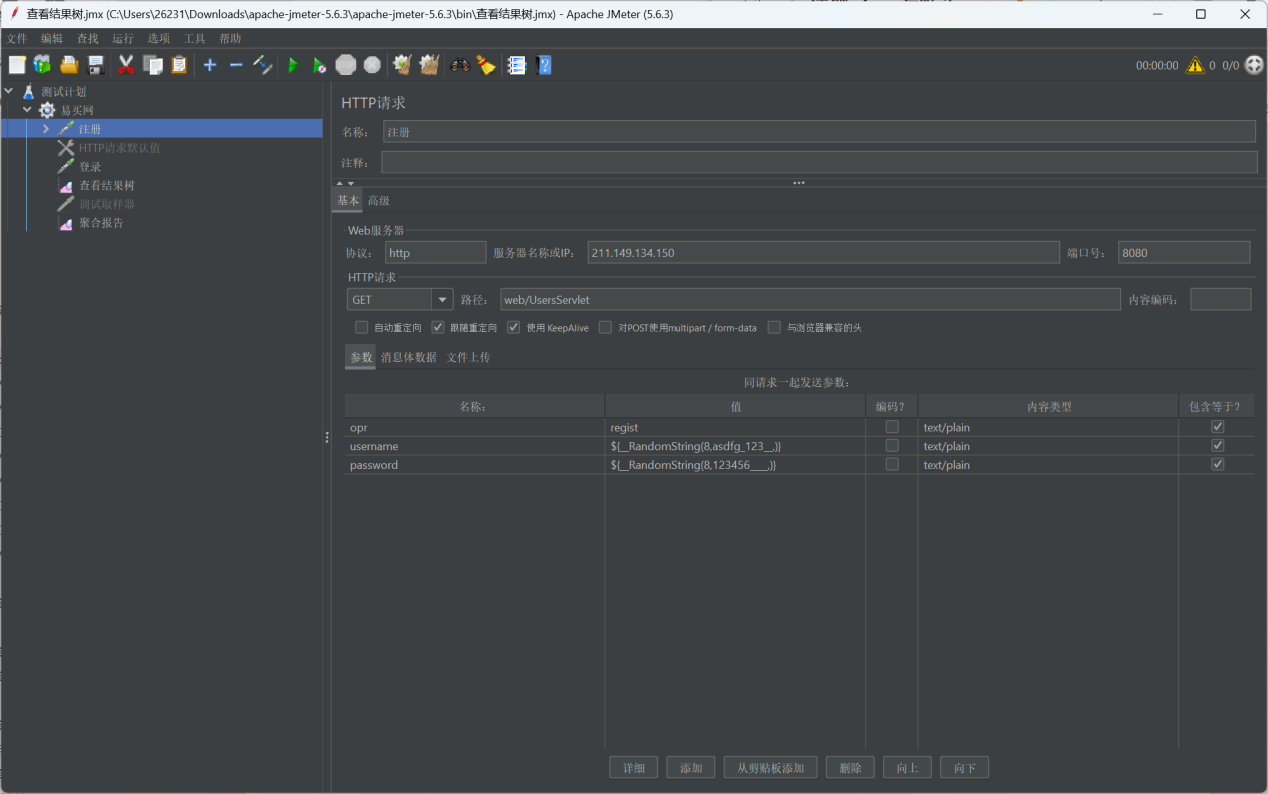 查看结果树.jmx (C:\Users\26231\Downloads\apache-jmeter-5.6.3\apache-jmeter-5.6.3\bin\查看结果树.jmx) - Apache JMeter (5.6.3)
文件 编辑 查找 运行 选项 工具 帮助
00:00:00 0 0/0
测试计划
易买网
注册
HTTP请求默认值
登录
查看结果树
调试取样器
聚合报告
HTTP请求
名称： 注册
注释：
基本 高级
Web服务器
协议： http 服务器名称或IP： 211.149.134.150 端口号： 8080
HTTP请求
GET 路径： web/UsersServlet 内容编码：
自动重定向 跟随重定向 使用 KeepAlive 对POST使用multipart / form-data 与浏览器兼容的头
参数 消息体数据 文件上传
同请求一起发送参数：
名称： 值 编码？ 内容类型 包含等于？
opr regist text/plain
username ${__RandomString(8,asdfg_123__,)} text/plain
password ${__RandomString(8,123456___,)} text/plain
详细 添加 从剪贴板添加 删除 向上 向下